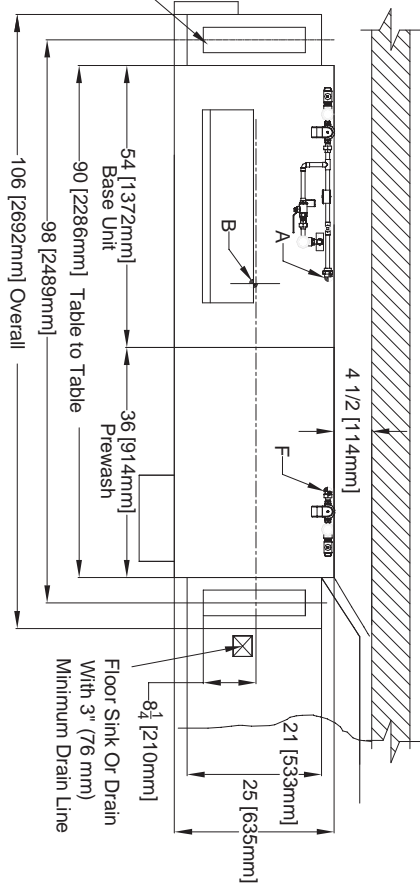 4 1/2 [114mm]
A
F
B
54 [1372mm]
Base Unit
36 [914mm]
Prewash
90 [2286mm] Table to Table
98 [2489mm]
106 [2692mm] Overall
21 [533mm]
25 [635mm]
8 1/4 [210mm]
Floor Sink Or Drain
With 3" (76 mm)
Minimum Drain Line